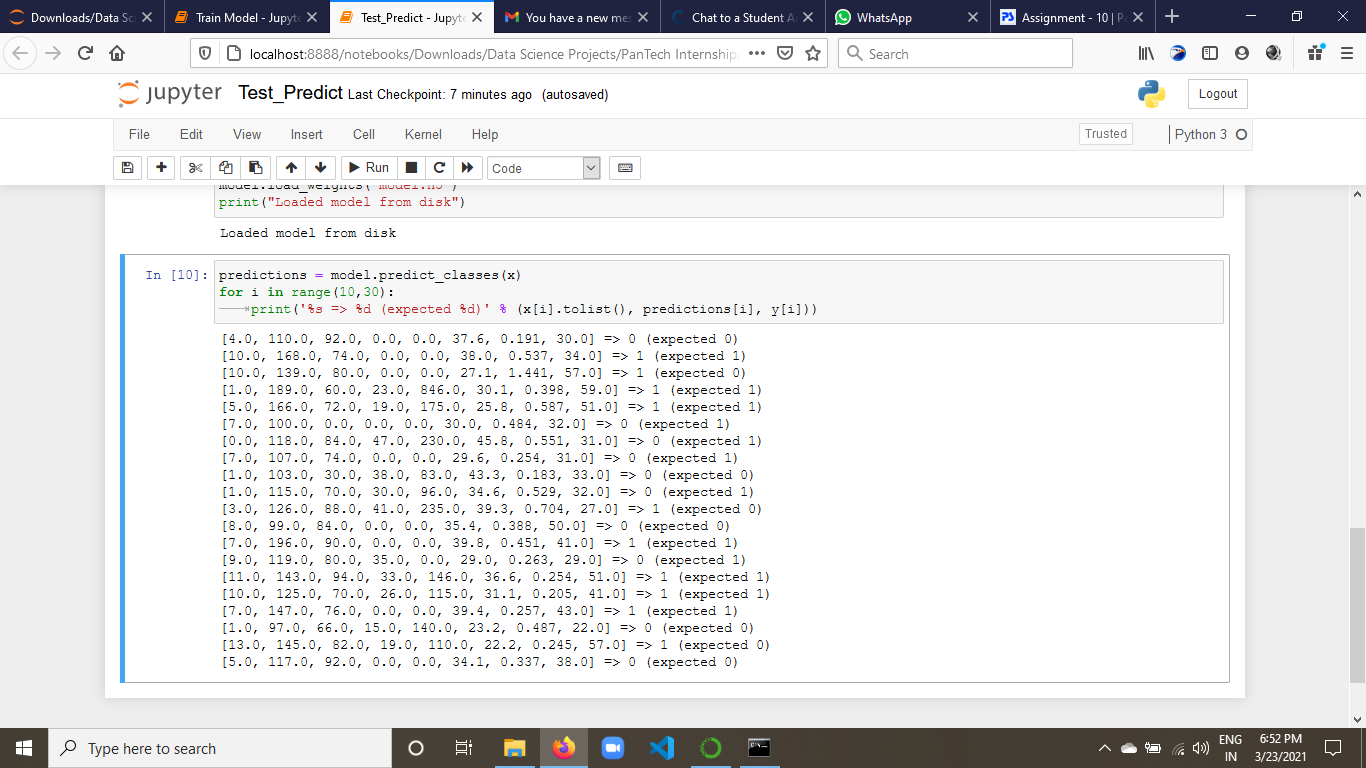 Downloads/Data Sc
Train Model - Jupyte
Test_Predict - Jupyte
You have a new mes
Chat to a Student A
WhatsApp
Assignment - 10 | Pa
localhost:8888/notebooks/Downloads/Data Science Projects/PanTech Internship,
Search
jupyter Test_Predict Last Checkpoint: 7 minutes ago (autosaved)
Logout
File Edit View Insert Cell Kernel Help
Trusted
Python 3
Run
Code
model.load_weights("model.h5")
print("Loaded model from disk")
Loaded model from disk
In [10]: predictions = model.predict_classes(x)
for i in range(10,30):
print('%s => %d (expected %d)' % (x[i].tolist(), predictions[i], y[i]))
[4.0, 110.0, 92.0, 0.0, 0.0, 37.6, 0.191, 30.0] => 0 (expected 0)
[10.0, 168.0, 74.0, 0.0, 0.0, 38.0, 0.537, 34.0] => 1 (expected 1)
[10.0, 139.0, 80.0, 0.0, 0.0, 27.1, 1.441, 57.0] => 1 (expected 0)
[1.0, 189.0, 60.0, 23.0, 846.0, 30.1, 0.398, 59.0] => 1 (expected 1)
[5.0, 166.0, 72.0, 19.0, 175.0, 25.8, 0.587, 51.0] => 1 (expected 1)
[7.0, 100.0, 0.0, 0.0, 0.0, 30.0, 0.484, 32.0] => 0 (expected 1)
[0.0, 118.0, 84.0, 47.0, 230.0, 45.8, 0.551, 31.0] => 0 (expected 1)
[7.0, 107.0, 74.0, 0.0, 0.0, 29.6, 0.254, 31.0] => 0 (expected 1)
[1.0, 103.0, 30.0, 38.0, 83.0, 43.3, 0.183, 33.0] => 0 (expected 0)
[1.0, 115.0, 70.0, 30.0, 96.0, 34.6, 0.529, 32.0] => 0 (expected 1)
[3.0, 126.0, 88.0, 41.0, 235.0, 39.3, 0.704, 27.0] => 1 (expected 0)
[8.0, 99.0, 84.0, 0.0, 0.0, 35.4, 0.388, 50.0] => 0 (expected 0)
[7.0, 196.0, 90.0, 0.0, 0.0, 39.8, 0.451, 41.0] => 1 (expected 1)
[9.0, 119.0, 80.0, 35.0, 0.0, 29.0, 0.263, 29.0] => 0 (expected 1)
[11.0, 143.0, 94.0, 33.0, 146.0, 36.6, 0.254, 51.0] => 1 (expected 1)
[10.0, 125.0, 70.0, 26.0, 115.0, 31.1, 0.205, 41.0] => 1 (expected 1)
[7.0, 147.0, 76.0, 0.0, 0.0, 39.4, 0.257, 43.0] => 1 (expected 1)
[1.0, 97.0, 66.0, 15.0, 140.0, 23.2, 0.487, 22.0] => 0 (expected 0)
[13.0, 145.0, 82.0, 19.0, 110.0, 22.2, 0.245, 57.0] => 1 (expected 0)
[5.0, 117.0, 92.0, 0.0, 0.0, 34.1, 0.337, 38.0] => 0 (expected 0)
Type here to search
ENG
IN
6:52 PM
3/23/2021